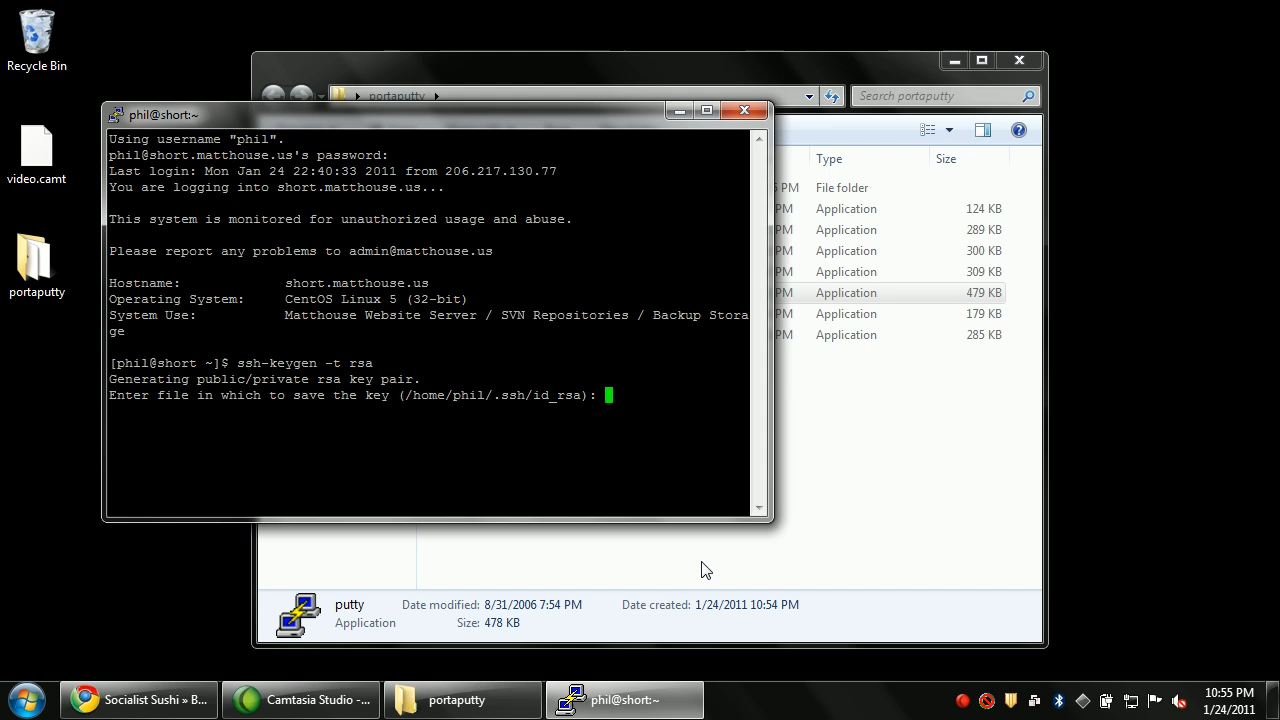 Recycle Bin
video.camt
portaputty
portaputty
Search portaputty
phil@short:~
Using username "phil".
phil@short.matthouse.us's password:
Last login: Mon Jan 24 22:40:33 2011 from 206.217.130.77
You are logging into short.matthouse.us...
This system is monitored for unauthorized usage and abuse.
Please report any problems to admin@matthouse.us
Hostname: short.matthouse.us
Operating System: CentOS Linux 5 (32-bit)
System Use: Matthouse Website Server / SVN Repositories / Backup Stora
ge
[phil@short ~]$ ssh-keygen -t rsa
Generating public/private rsa key pair.
Enter file in which to save the key (/home/phil/.ssh/id_rsa):
Type Size
PM File folder
PM Application 124 KB
PM Application 289 KB
PM Application 300 KB
PM Application 309 KB
PM Application 479 KB
PM Application 179 KB
PM Application 285 KB
putty Date modified: 8/31/2006 7:54 PM Date created: 1/24/2011 10:54 PM
Application Size: 478 KB
Socialist Sushi » B...
Camtasia Studio -...
portaputty
phil@short:~
10:55 PM
1/24/2011